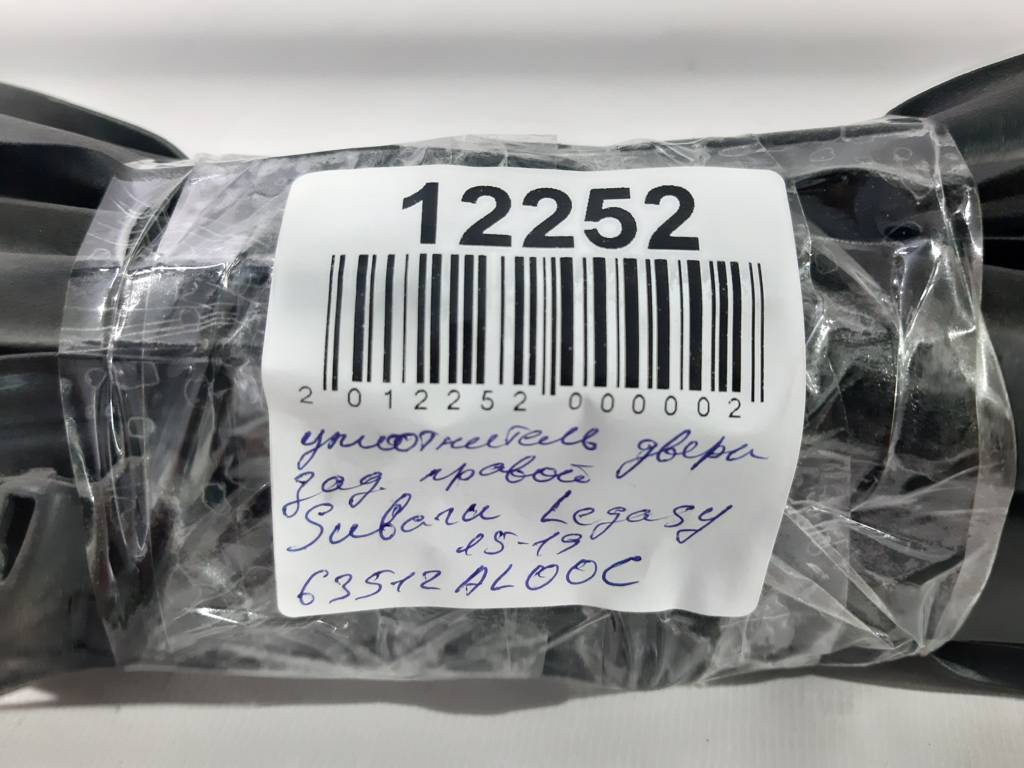 12252
2 012252 000002
уплотнитель двери
зад. правой
Subaru Legasy
15-19
63512AL00C